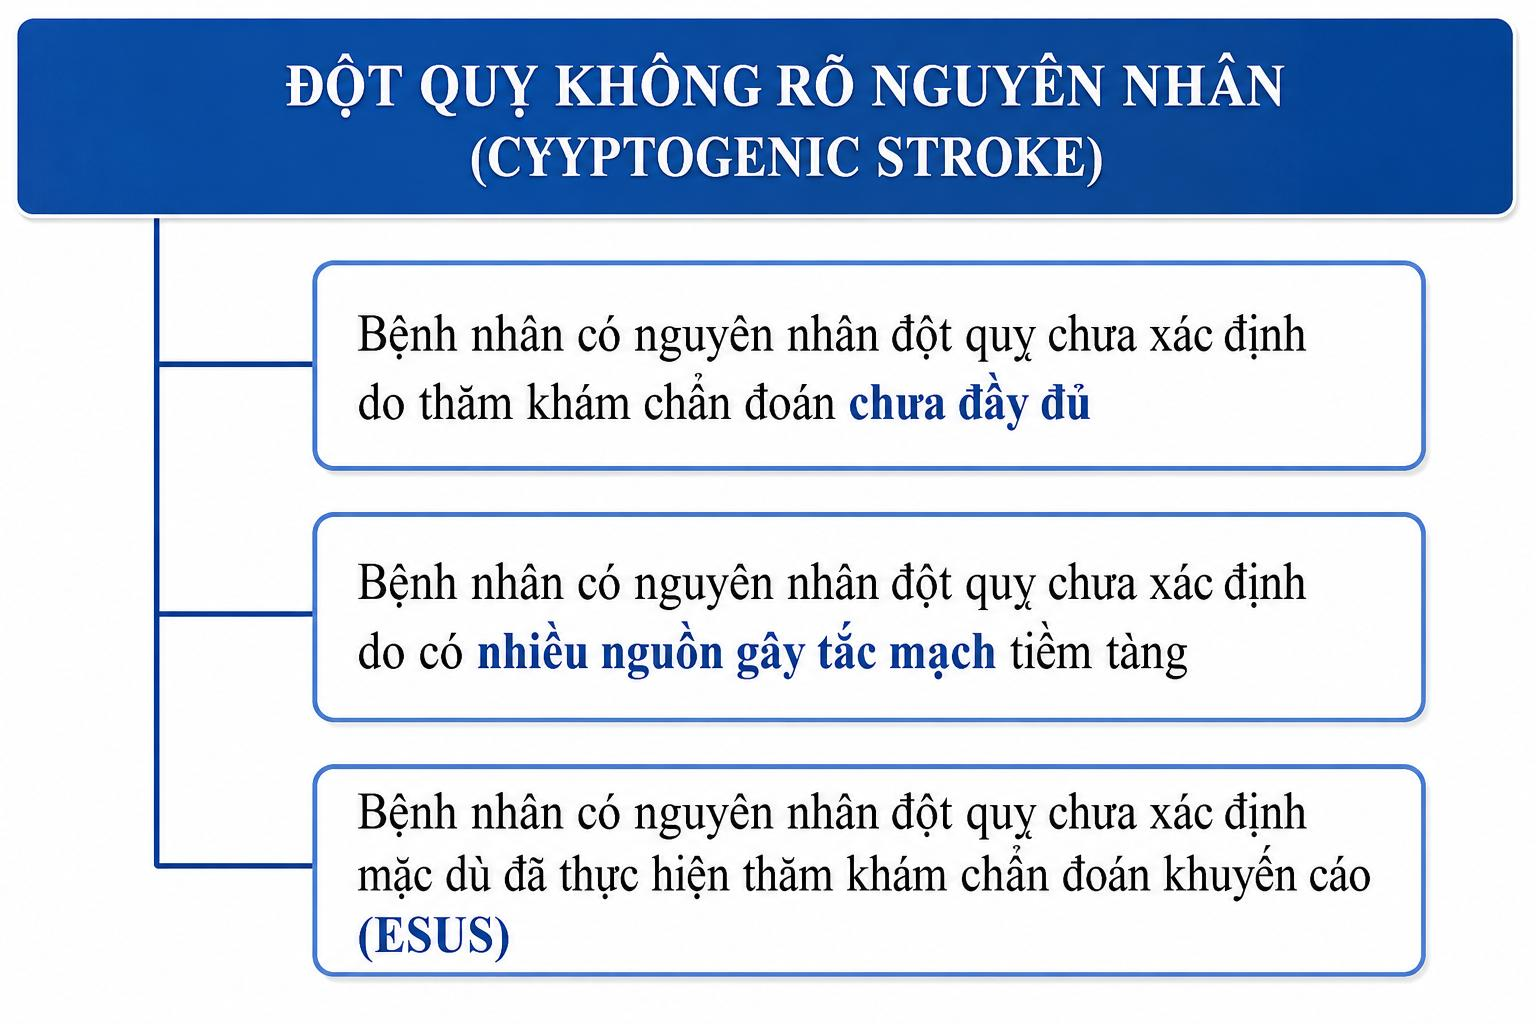 ĐỘT QUỴ KHÔNG RÕ NGUYÊN NHÂN
(CYYPTOGENIC STROKE)
Bệnh nhân có nguyên nhân đột quỵ chưa xác định
do thăm khám chẩn đoán chưa đầy đủ
Bệnh nhân có nguyên nhân đột quỵ chưa xác định
do có nhiều nguồn gây tắc mạch tiềm tàng
Bệnh nhân có nguyên nhân đột quỵ chưa xác định
mặc dù đã thực hiện thăm khám chẩn đoán khuyến cáo
(ESUS)